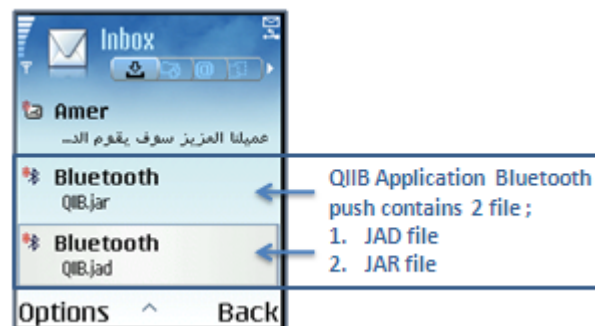 Inbox
Amer
عميلنا العزيز سوف يقوم الد...
Bluetooth
QIIB.jar
Bluetooth
QIIB.jad
Options
Back
QIIB Application Bluetooth
push contains 2 file ;
1. JAD file
2. JAR file